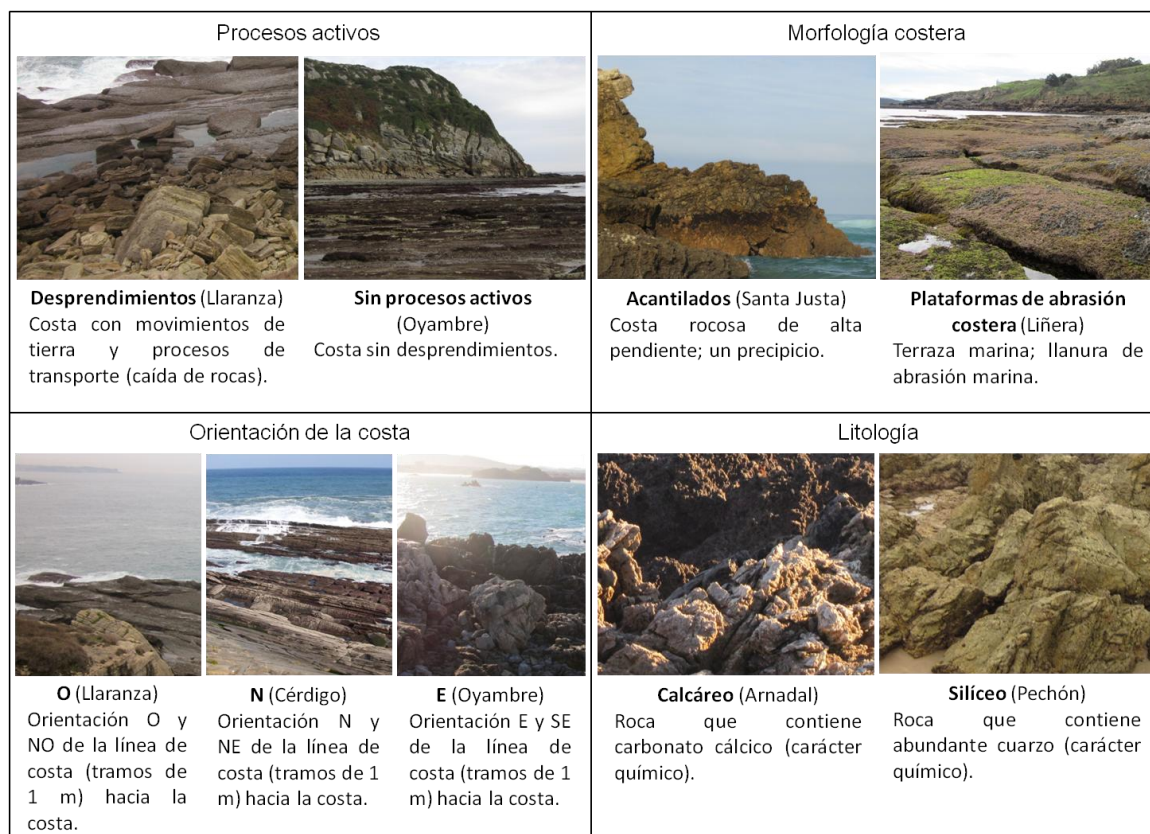 Procesos activos
Desprendimientos (Llaranza)
Costa con movimientos de
tierra y procesos de
transporte (caída de rocas).
Sin procesos activos
(Oyambre)
Costa sin desprendimientos.
Morfología costera
Acantilados (Santa Justa)
Costa rocosa de alta
pendiente; un precipicio.
Plataformas de abrasión
costera (Liñera)
Terraza marina; llanura de
abrasión marina.
Orientación de la costa
O (Llaranza)
Orientación O y
NO de la línea de
costa (tramos de
1 m) hacia la
costa.
N (Cérdigo)
Orientación N y
NE de la línea de
costa (tramos de 1
m) hacia la costa.
E (Oyambre)
Orientación E y SE
de la línea de
costa (tramos de 1
m) hacia la costa.
Litología
Calcáreo (Arnadal)
Roca que contiene
carbonato cálcico (carácter
químico).
Silíceo (Pechón)
Roca que contiene
abundante cuarzo (carácter
químico).